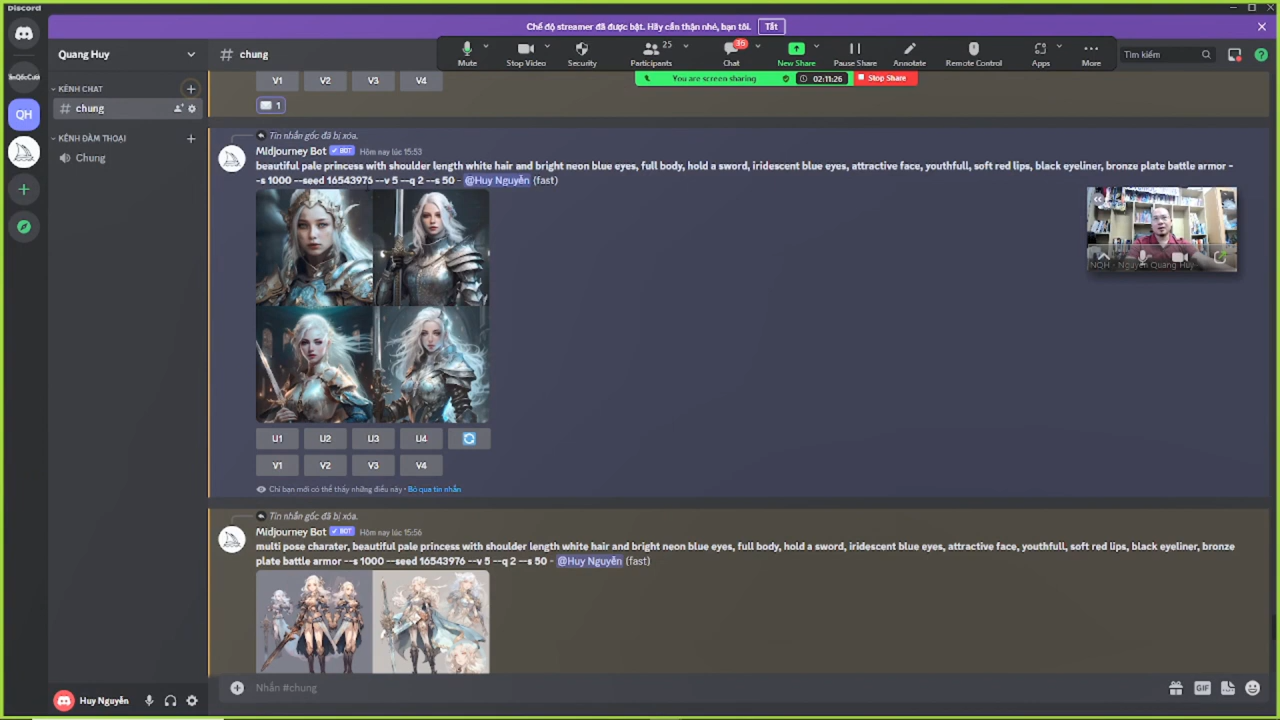 Discord
Chế độ streamer đã được bật. Hãy cẩn thận nhé, bạn tôi.
Tắt
Quang Huy
# chung
Mute
Stop Video
Security
25
Participants
36
Chat
New Share
Pause Share
Annotate
Remote Control
Apps
More
Tìm kiếm
You are screen sharing
02:11:26
Stop Share
V1
V2
V3
V4
1
KÊNH CHAT
# chung
KÊNH ĐÀM THOẠI
Chung
QH
Tin nhắn gốc đã bị xóa.
Midjourney Bot
BOT
Hôm nay lúc 15:53
beautiful pale princess with shoulder length white hair and bright neon blue eyes, full body, hold a sword, iridescent blue eyes, attractive face, youthfull, soft red lips, black eyeliner, bronze plate battle armor -
-s 1000 --seed 16543976 --v 5 --q 2 --s 50 - @Huy Nguyễn (fast)
NQH - Nguyễn Quang Huy
U1
U2
U3
U4
V1
V2
V3
V4
Chỉ bạn mới có thể thấy những điều này • Bỏ qua tin nhắn
Tin nhắn gốc đã bị xóa.
Midjourney Bot
BOT
Hôm nay lúc 15:56
multi pose charater, beautiful pale princess with shoulder length white hair and bright neon blue eyes, full body, hold a sword, iridescent blue eyes, attractive face, youthfull, soft red lips, black eyeliner, bronze
plate battle armor --s 1000 --seed 16543976 --v 5 --q 2 --s 50 - @Huy Nguyễn (fast)
Huy Nguyễn
Nhắn #chung
GIF